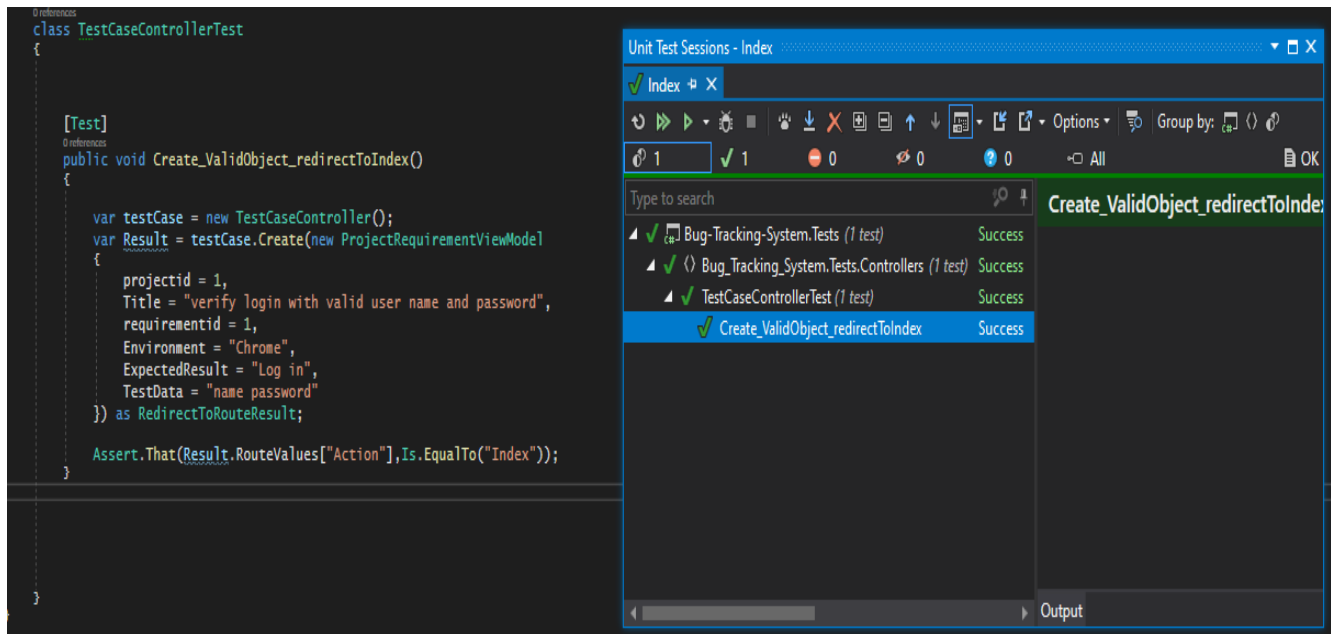 0 references
class TestCaseControllerTest
{
[Test]
0 references
public void Create_ValidObject_redirectToIndex()
{
var testCase = new TestCaseController();
var Result = testCase.Create(new ProjectRequirementViewModel
{
projectid = 1,
Title = "verify login with valid user name and password",
requirementid = 1,
Environment = "Chrome",
ExpectedResult = "Log in",
TestData = "name password"
}) as RedirectToRouteResult;
Assert.That(Result.RouteValues["Action"],Is.EqualTo("Index"));
}
}
}
Unit Test Sessions - Index
Index
Options
Group by:
1 1 0 0 0 All OK
Type to search
Bug-Tracking-System.Tests (1 test) Success
Bug_Tracking_System.Tests.Controllers (1 test) Success
TestCaseControllerTest (1 test) Success
Create_ValidObject_redirectToIndex Success
Create_ValidObject_redirectToInde
Output